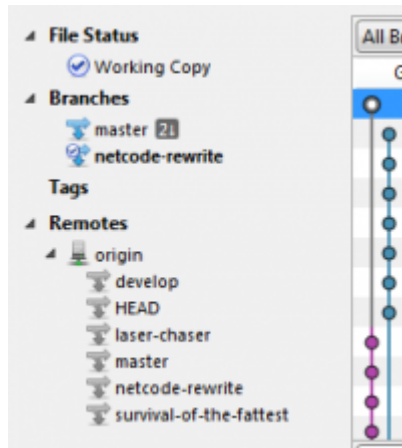 File Status
Working Copy
Branches
master 2↓
netcode-rewrite
Tags
Remotes
origin
develop
HEAD
laser-chaser
master
netcode-rewrite
survival-of-the-fattest
All B
G